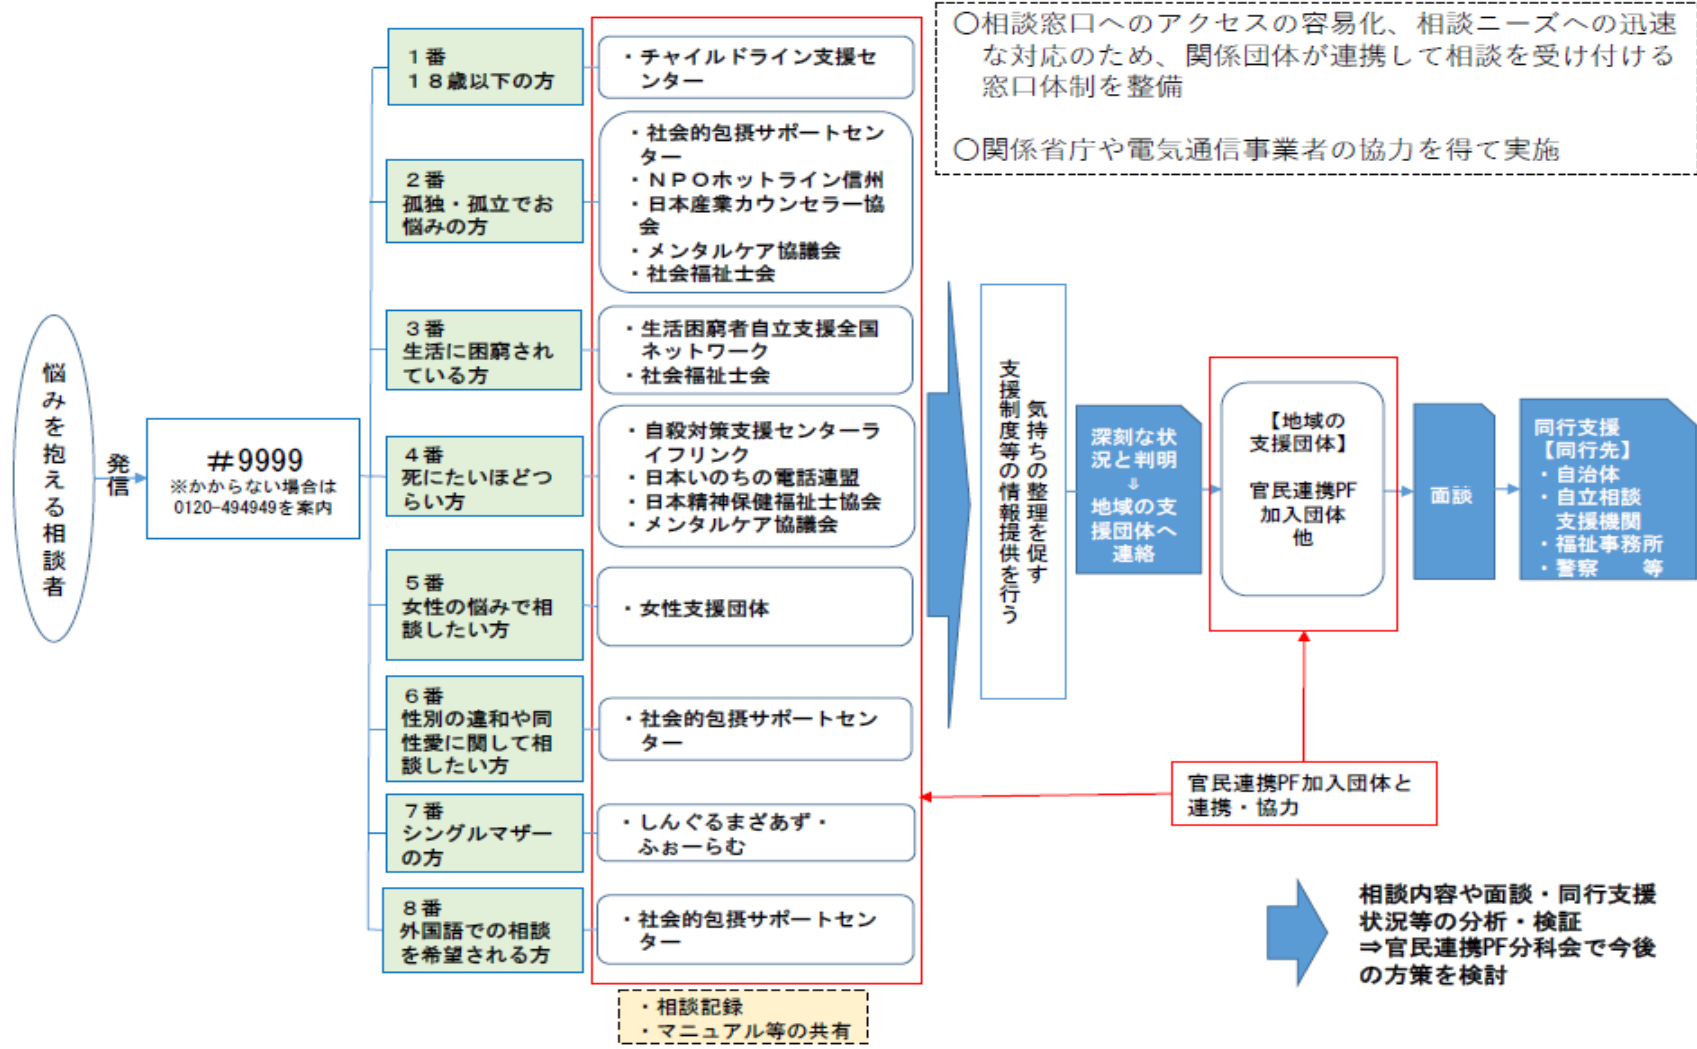 ○相談窓口へのアクセスの容易化、相談ニーズへの迅速
な対応のため、関係団体が連携して相談を受け付ける
窓口体制を整備
○関係省庁や電気通信事業者の協力を得て実施
悩みを抱える相談者
発信
#9999
※かからない場合は
0120-494949を案内
1番
18歳以下の方
・チャイルドライン支援セ
ンター
2番
孤独・孤立でお
悩みの方
・社会的包摂サポートセン
ター
・NPOホットライン信州
・日本産業カウンセラー協
会
・メンタルケア協議会
・社会福祉士会
3番
生活に困窮され
ている方
・生活困窮者自立支援全国
ネットワーク
・社会福祉士会
4番
死にたいほどつ
らい方
・自殺対策支援センターラ
イフリンク
・日本いのちの電話連盟
・日本精神保健福祉士協会
・メンタルケア協議会
5番
女性の悩みで相
談したい方
・女性支援団体
6番
性別の違和や同
性愛に関して相
談したい方
・社会的包摂サポートセン
ター
7番
シングルマザー
の方
・しんぐるまざあず・
ふぉーらむ
8番
外国語での相談
を希望される方
・社会的包摂サポートセン
ター
・相談記録
・マニュアル等の共有
気持ちの整理を促す
支援制度等の情報提供を行う
深刻な状
況と判明
⇓
地域の支
援団体へ
連絡
【地域の
支援団体】
官民連携PF
加入団体
他
面談
同行支援
【同行先】
・自治体
・自立相談
支援機関
・福祉事務所
・警察 等
官民連携PF加入団体と
連携・協力
相談内容や面談・同行支援
状況等の分析・検証
⇒官民連携PF分科会で今後
の方策を検討